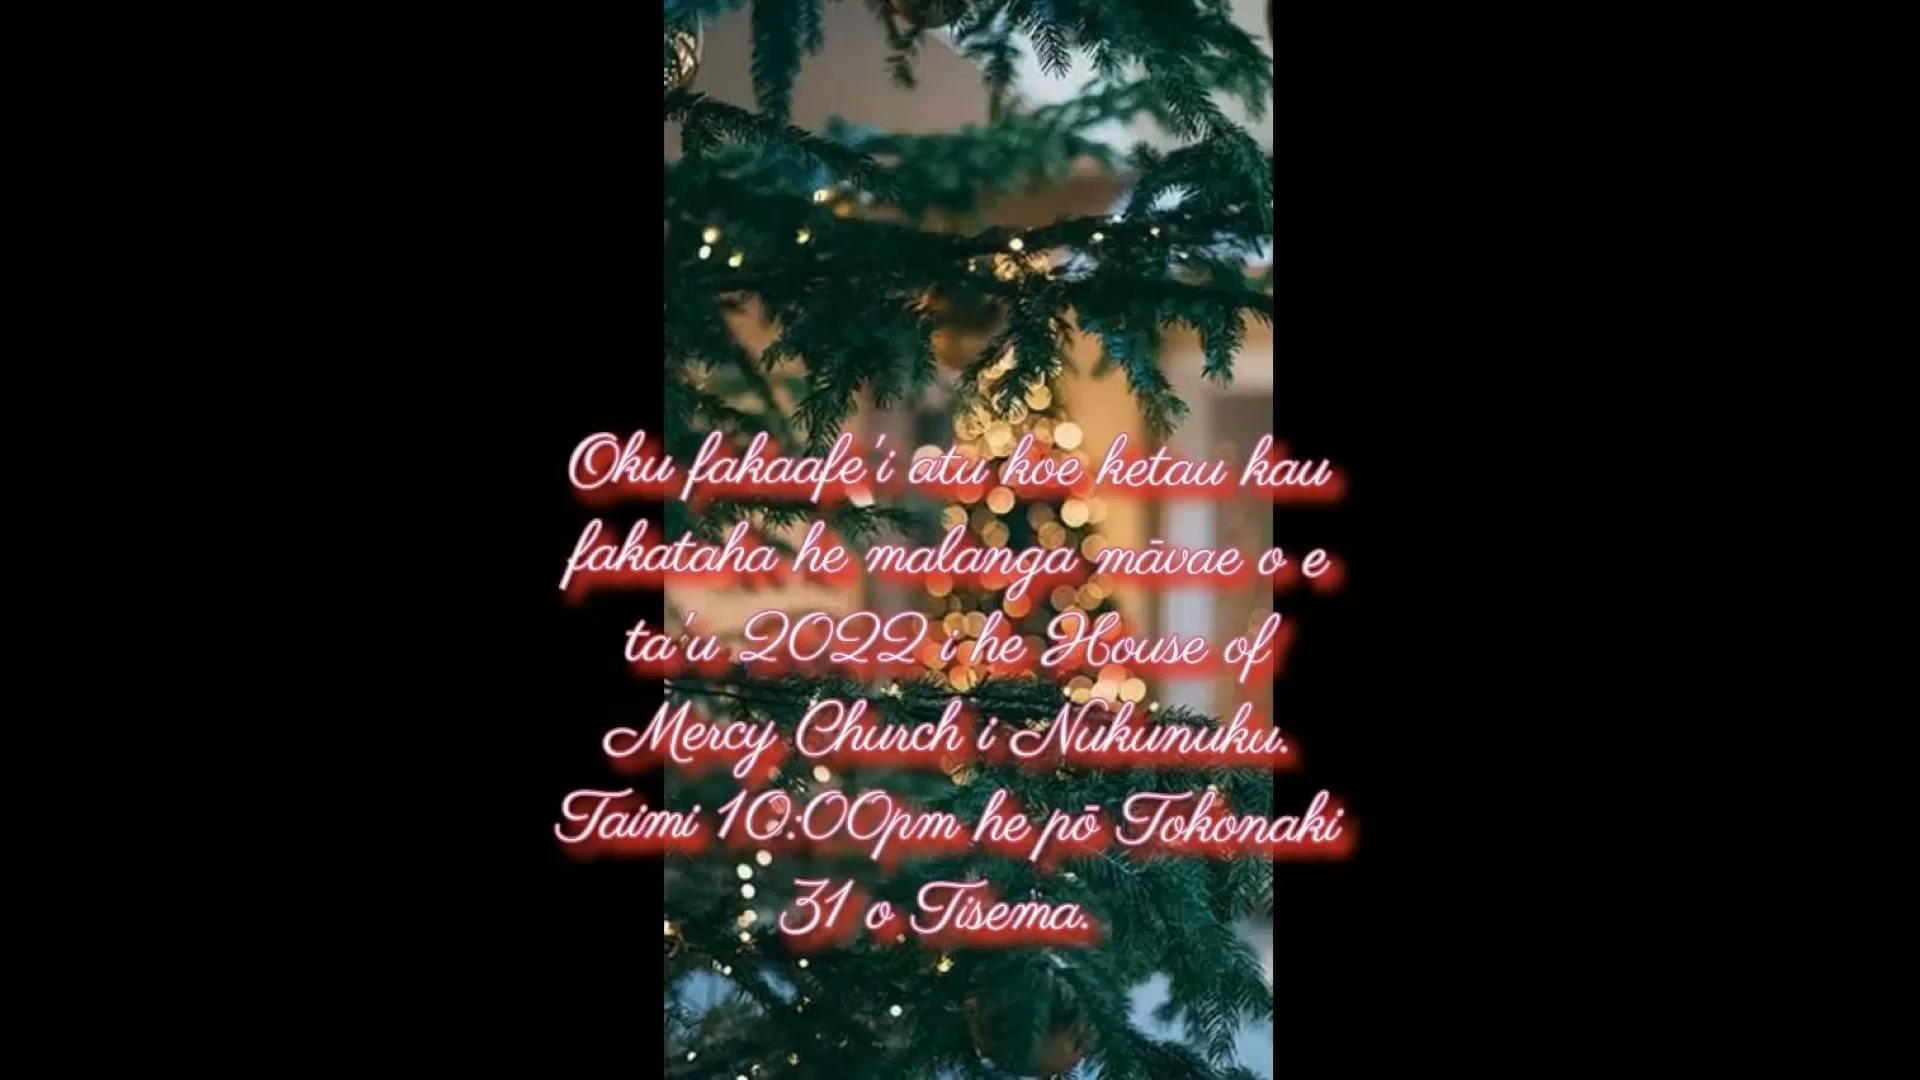 Oku fakaafe'i atu koe ketau kau
fakataha he malanga māvae o e
ta'u 2022 i he House of
Mercy Church i Nukunuku.
Taimi 10:00pm he pō Tokonaki
31 o Tisema.